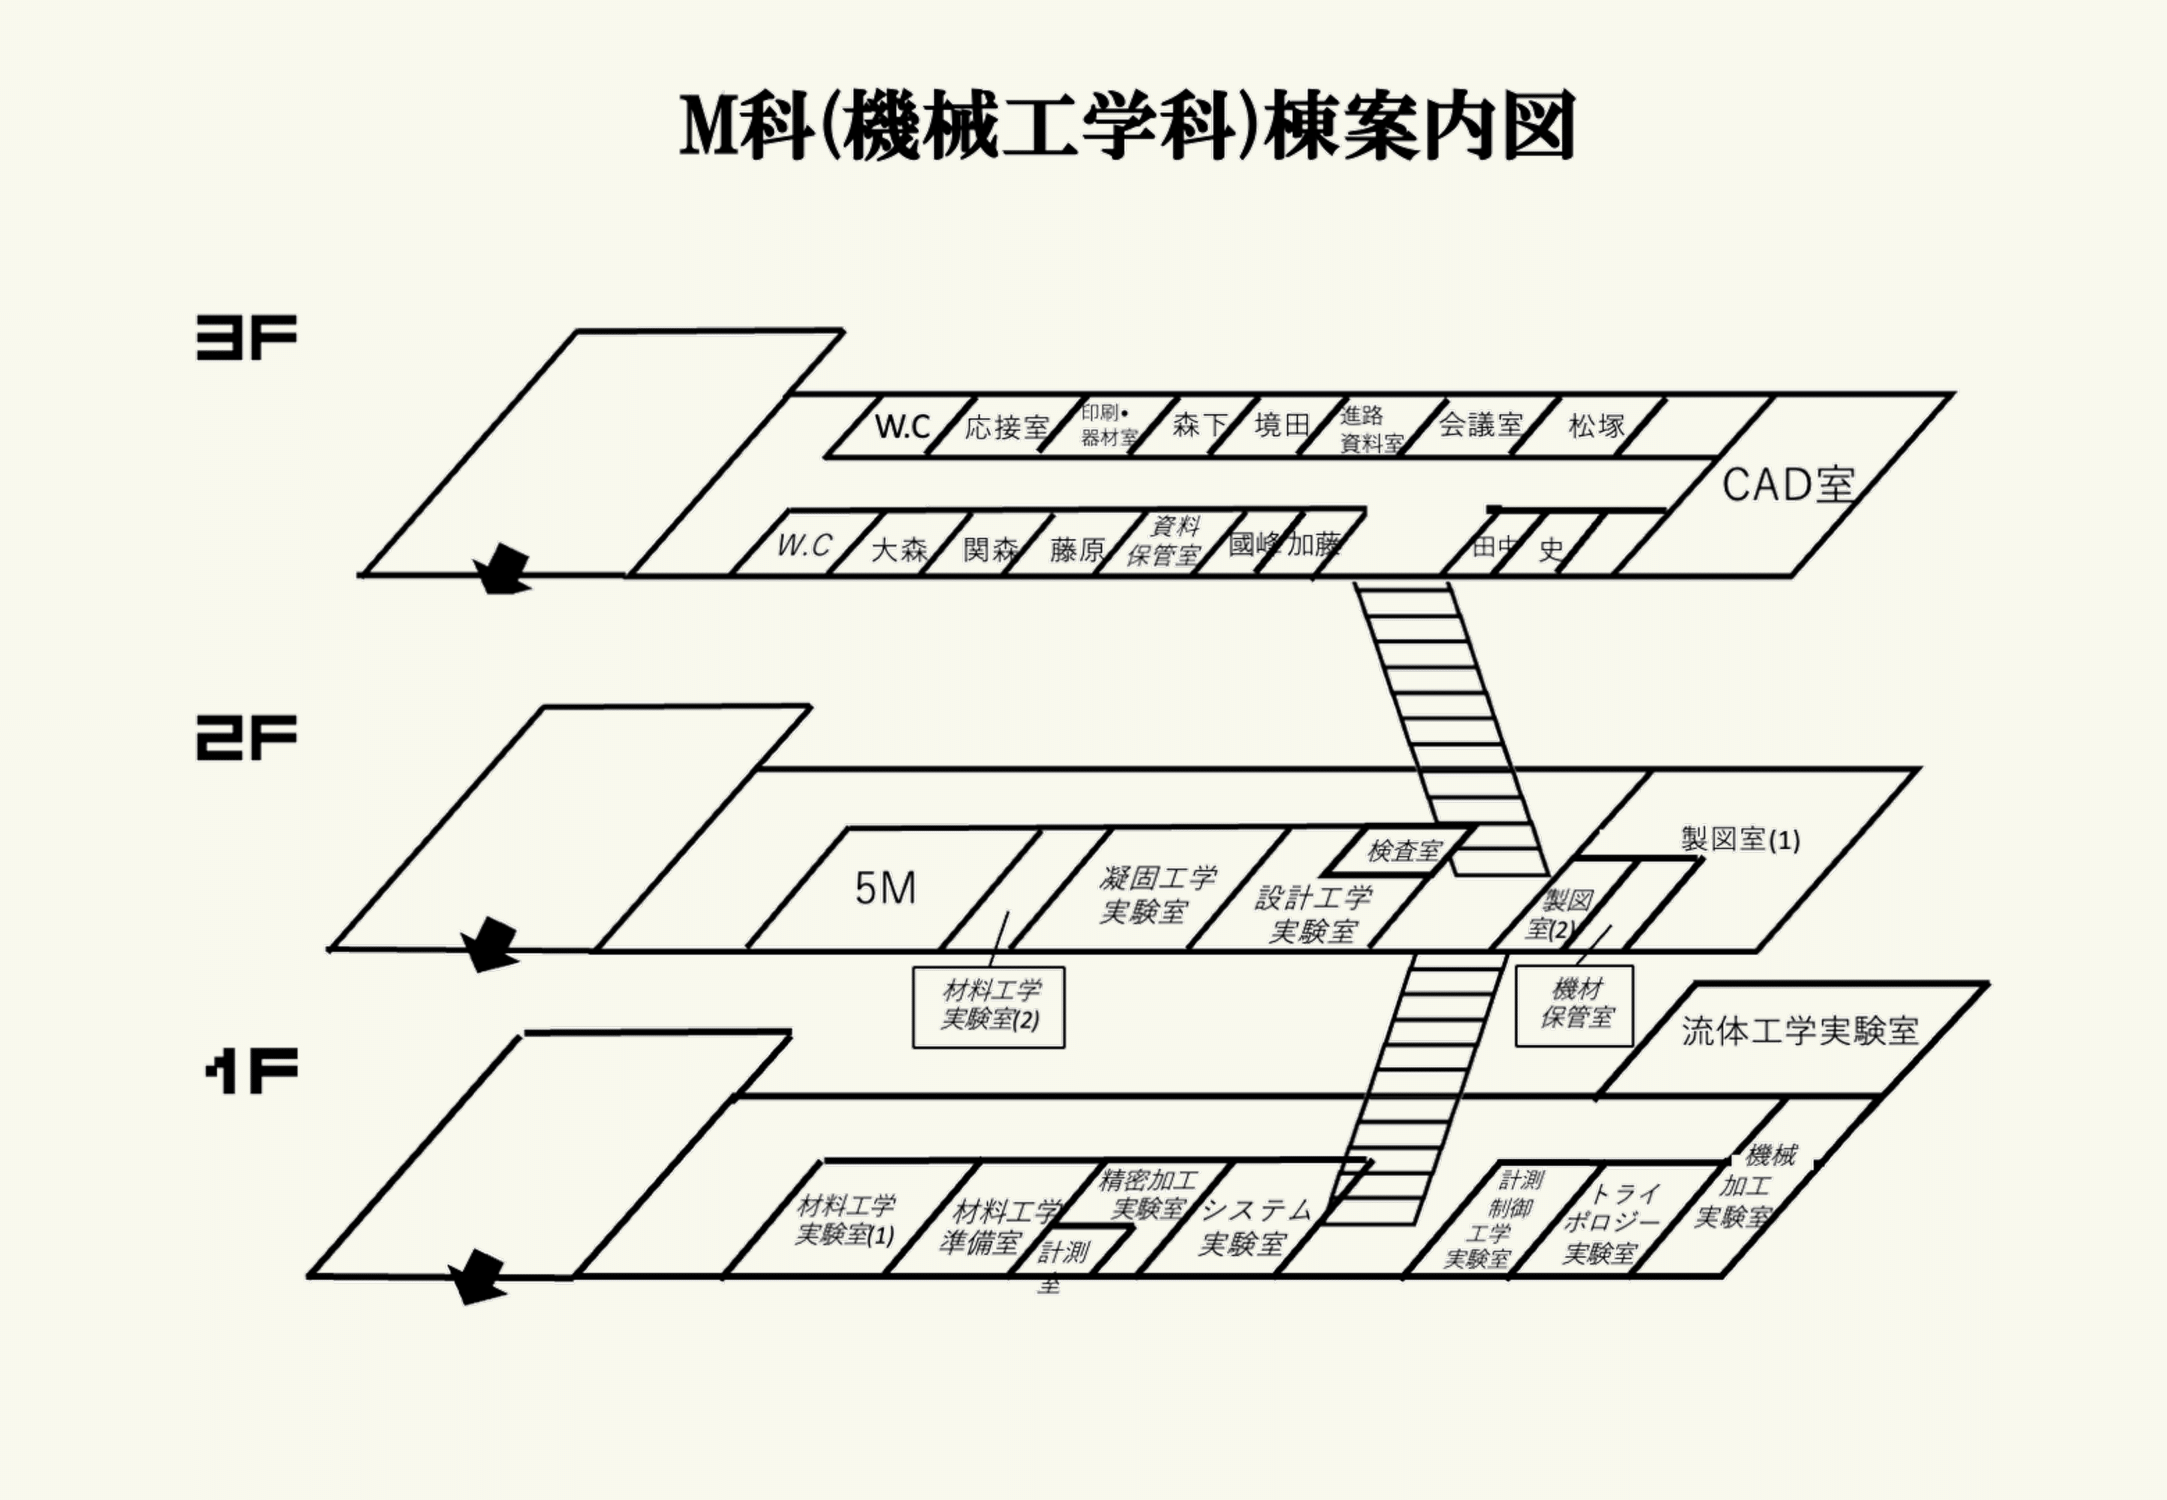 M科(機械工学科)棟案内図
3F
W.C
応接室
印刷・
器材室
森下
境田
進路
資料室
会議室
松塚
CAD室
W.C
大森
関森
藤原
資料
保管室
國峰
加藤
田中
史
2F
5M
凝固工学
実験室
設計工学
実験室
検査室
製図室(1)
製図
室(2)
材料工学
実験室(2)
機材
保管室
1F
流体工学実験室
材料工学
実験室(1)
材料工学
準備室
精密加工
実験室
計測
室
システム
実験室
計測
制御
工学
実験室
トライ
ボロジー
実験室
機械
加工
実験室